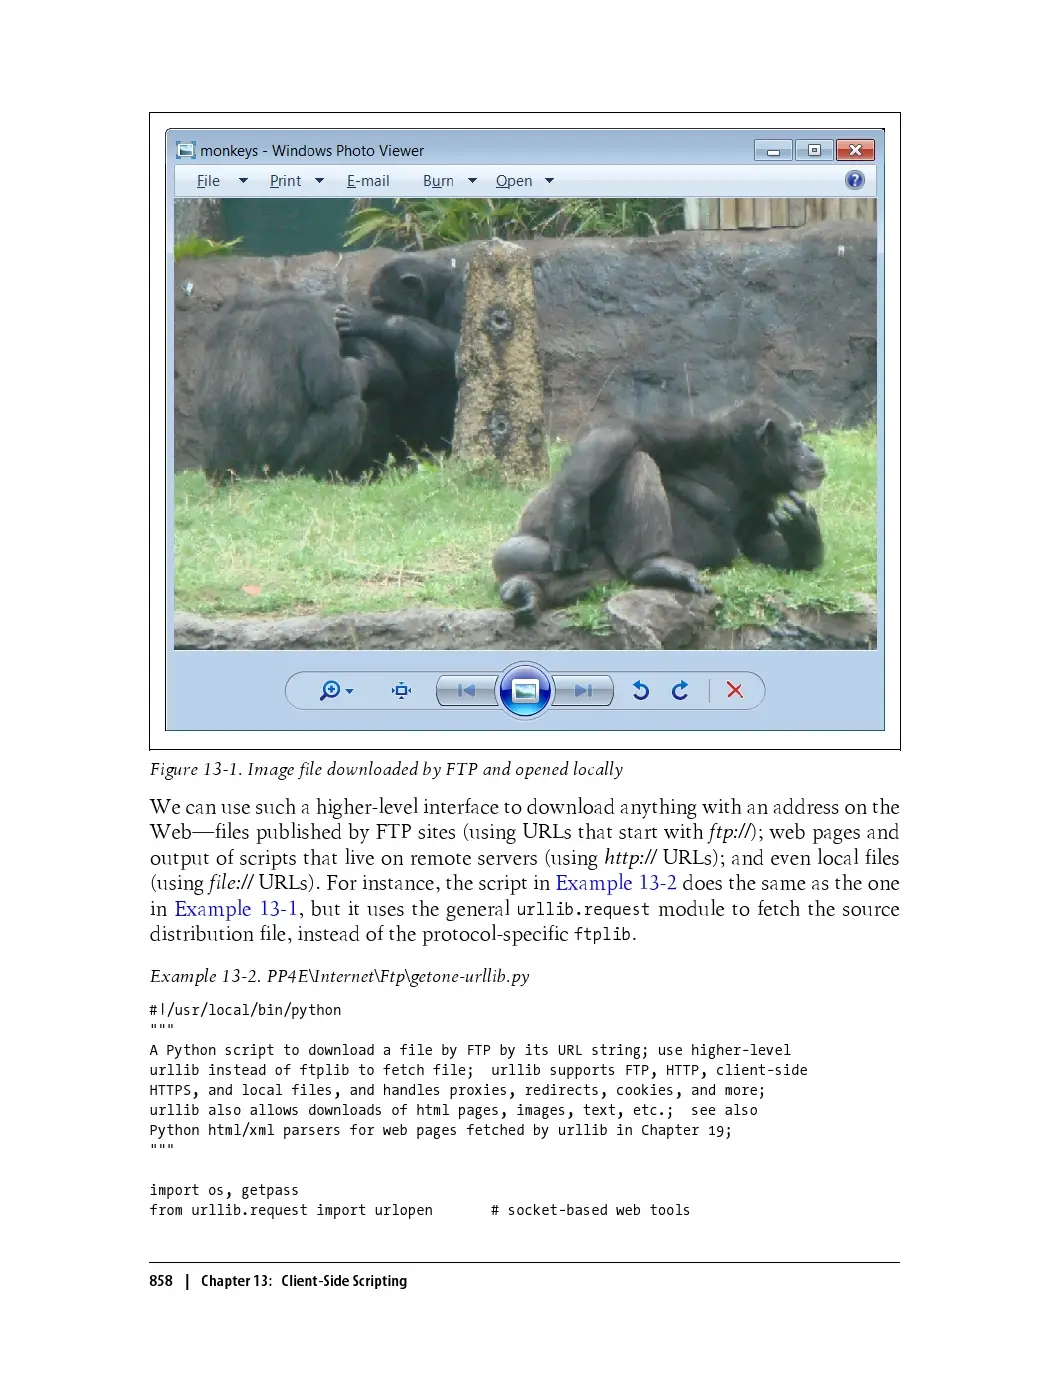 monkeys - Windows Photo Viewer
File Print E-mail Burn Open
Figure 13-1. Image file downloaded by FTP and opened locally
We can use such a higher-level interface to download anything with an address on the
Web—files published by FTP sites (using URLs that start with ftp://); web pages and
output of scripts that live on remote servers (using http:// URLs); and even local files
(using file:// URLs). For instance, the script in Example 13-2 does the same as the one
in Example 13-1, but it uses the general urllib.request module to fetch the source
distribution file, instead of the protocol-specific ftplib.
Example 13-2. PP4E\Internet\Ftp\getone-urllib.py
#!/usr/local/bin/python
"""
A Python script to download a file by FTP by its URL string; use higher-level
urllib instead of ftplib to fetch file;  urllib supports FTP, HTTP, client-side
HTTPS, and local files, and handles proxies, redirects, cookies, and more;
urllib also allows downloads of html pages, images, text, etc.;  see also
Python html/xml parsers for web pages fetched by urllib in Chapter 19;
"""
import os, getpass
from urllib.request import urlopen       # socket-based web tools
858 | Chapter 13: Client-Side Scripting